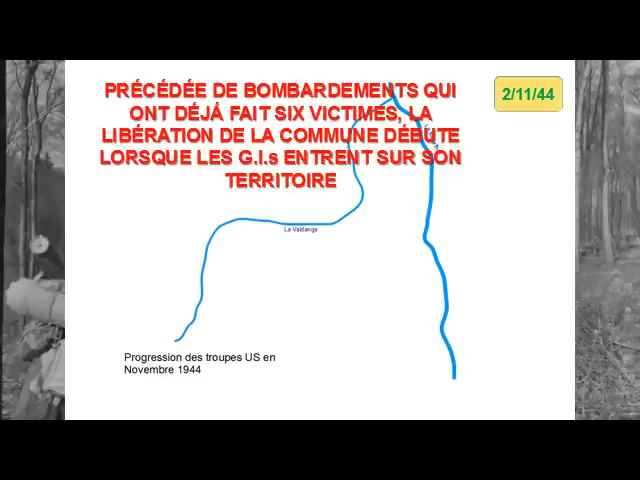 PRÉCÉDÉE DE BOMBARDEMENTS QUI
ONT DÉJÁ FAIT SIX VICTIMES, LA
LIBÉRATION DE LA COMMUNE DÉBUTE
LORSQUE LES G.I.s ENTRENT SUR SON
TERRITOIRE
2/11/44
La Valdange
Progression des troupes US en
Novembre 1944